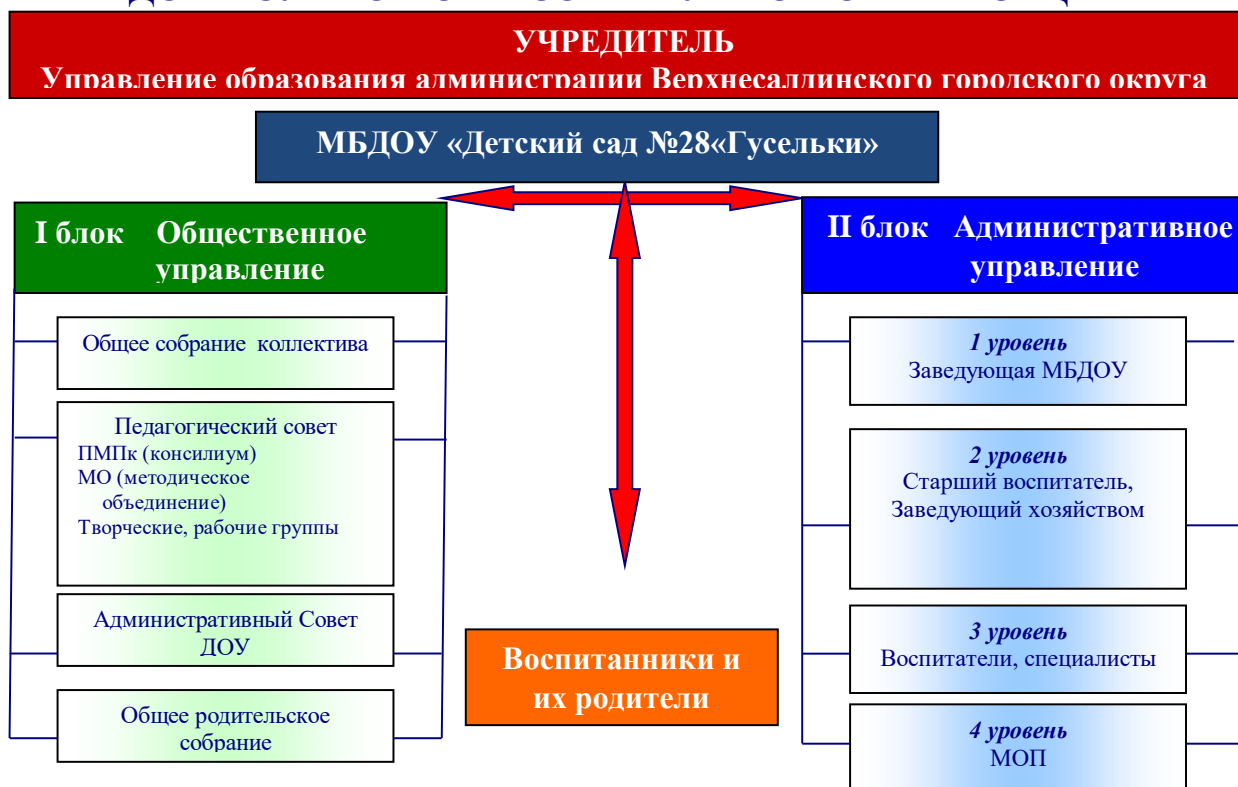 УЧРЕДИТЕЛЬ
Управление образования администрации Верхнесалдинского городского округа
МБДОУ «Детский сад №28«Гусельки»
I блок Общественное
управление
Общее собрание коллектива
Педагогический совет
ПМПк (консилиум)
МО (методическое
объединение)
Творческие, рабочие группы
Административный Совет
ДОУ
Общее родительское
собрание
Воспитанники и
их родители
II блок Административное
управление
1 уровень
Заведующая МБДОУ
2 уровень
Старший воспитатель,
Заведующий хозяйством
3 уровень
Воспитатели, специалисты
4 уровень
МОП